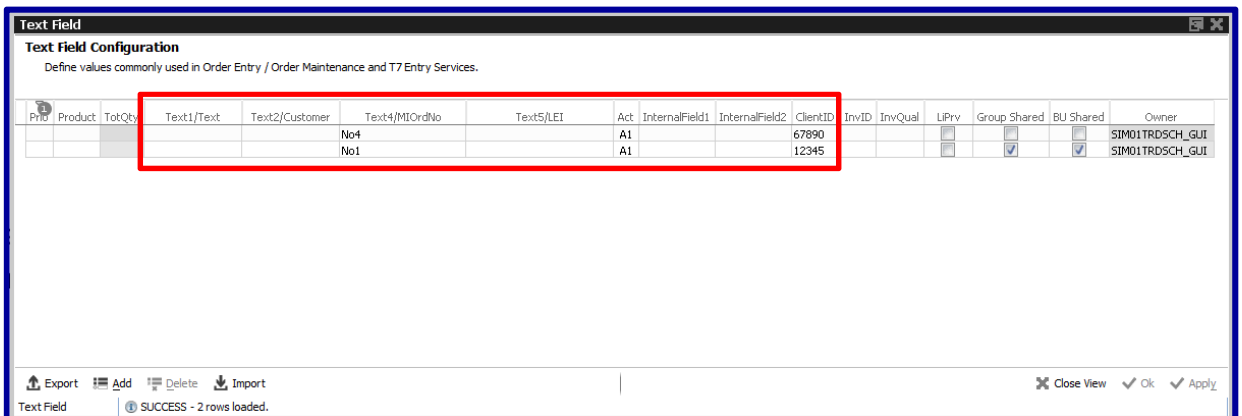 Text Field
Text Field Configuration
Define values commonly used in Order Entry / Order Maintenance and T7 Entry Services.
1
Prio Product TotQty Text1/Text Text2/Customer Text4/MIOrdNo Text5/LEI Act InternalField1 InternalField2 ClientID InvID InvQual LiPrv Group Shared BU Shared Owner
No4 A1 67890 SIM01TRDSCH_GUI
No1 A1 12345 SIM01TRDSCH_GUI
Export Add Delete Import Close View Ok Apply
Text Field SUCCESS - 2 rows loaded.